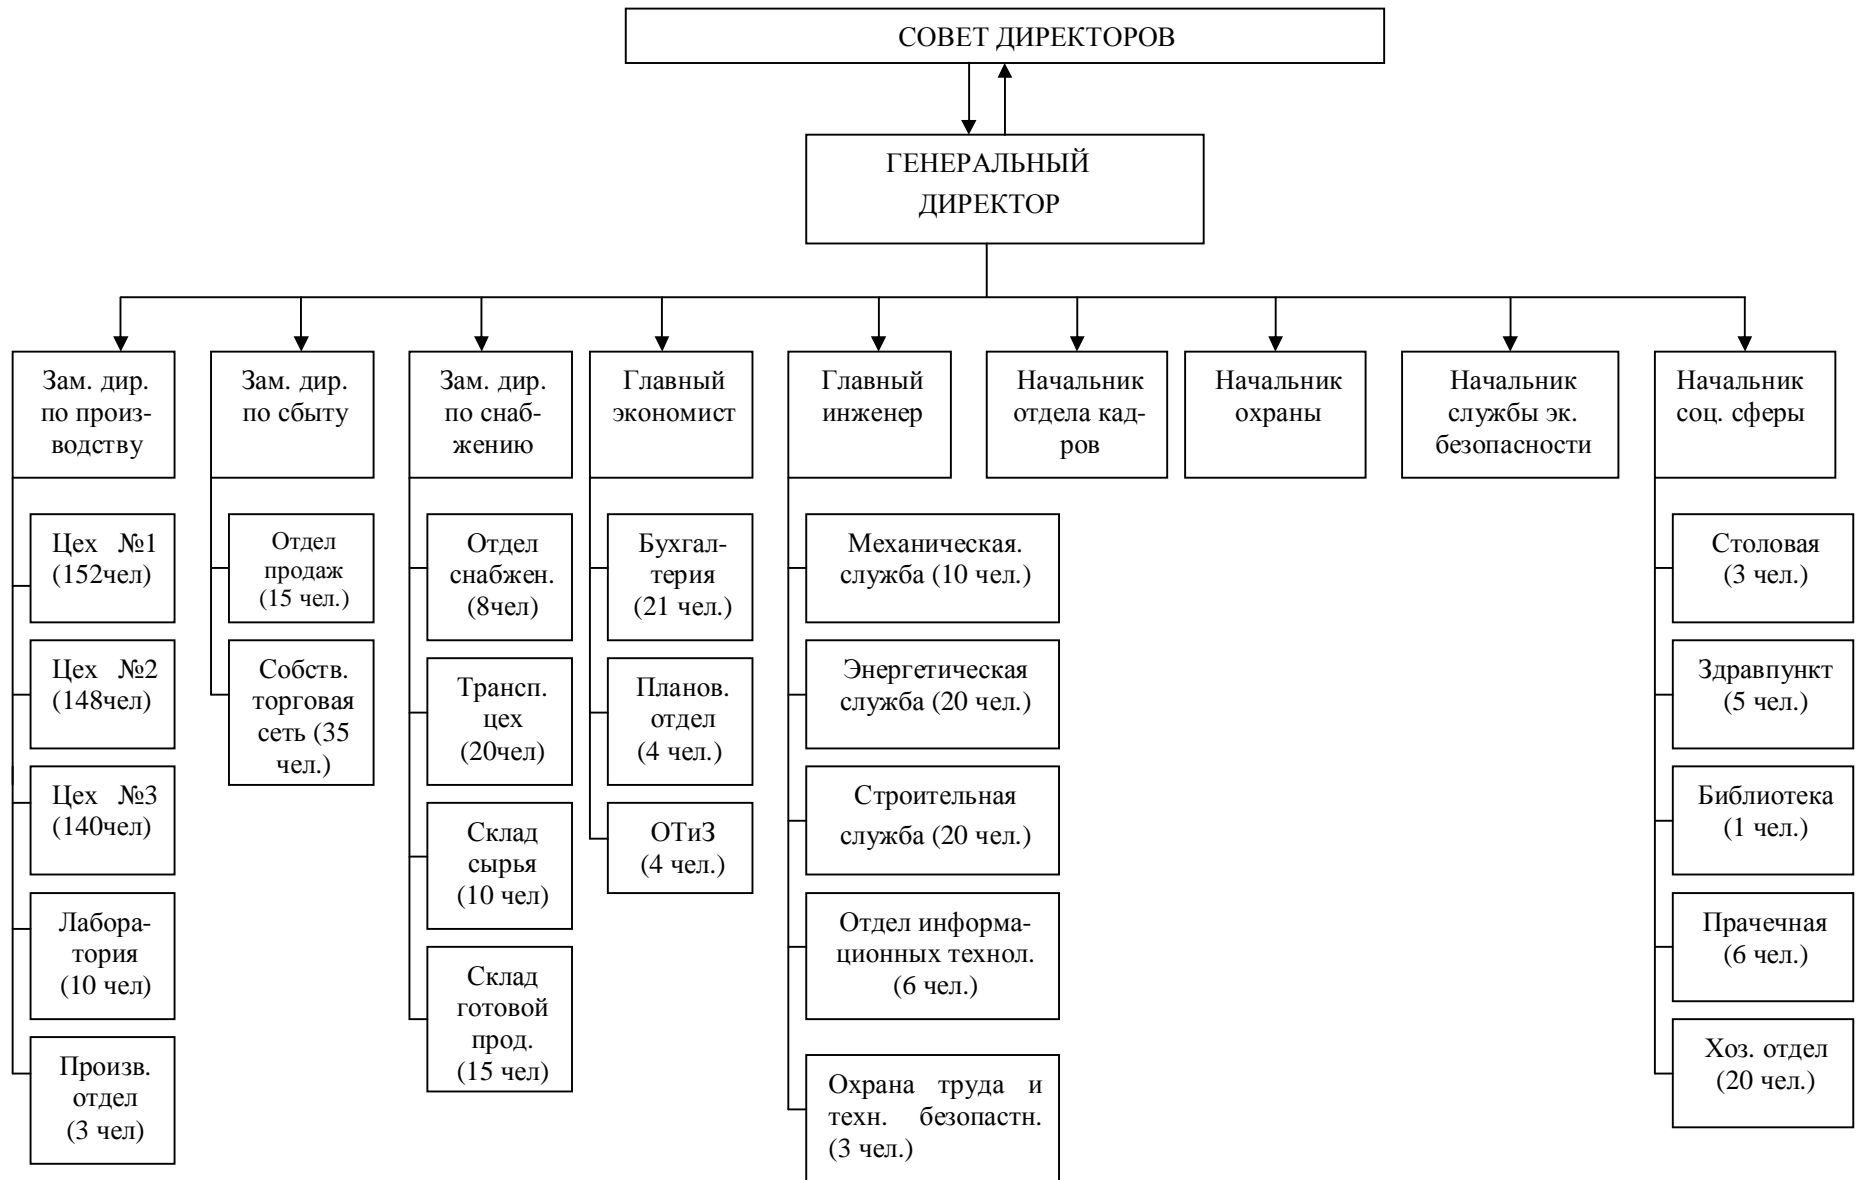 СОВЕТ ДИРЕКТОРОВ
ГЕНЕРАЛЬНЫЙ
ДИРЕКТОР
Зам. дир.
по произ-
водству
Зам. дир.
по сбыту
Зам. дир.
по снаб-
жению
Главный
экономист
Главный
инженер
Начальник
отдела кад-
ров
Начальник
охраны
Начальник
службы эк.
безопасности
Начальник
соц. сферы
Цех №1
(152чел)
Цех №2
(148чел)
Цех №3
(140чел)
Лабора-
тория
(10 чел)
Произв.
отдел
(3 чел)
Отдел
продаж
(15 чел.)
Собств.
торговая
сеть (35
чел.)
Отдел
снабжен.
(8чел)
Трансп.
цех
(20чел)
Склад
сырья
(10 чел)
Склад
готовой
прод.
(15 чел)
Бухгал-
терия
(21 чел.)
Планов.
отдел
(4 чел.)
ОТиЗ
(4 чел.)
Механическая.
служба (10 чел.)
Энергетическая
служба (20 чел.)
Строительная
служба (20 чел.)
Отдел информа-
ционных технол.
(6 чел.)
Охрана труда и
техн. безопастн.
(3 чел.)
Столовая
(3 чел.)
Здравпункт
(5 чел.)
Библиотека
(1 чел.)
Прачечная
(6 чел.)
Хоз. отдел
(20 чел.)